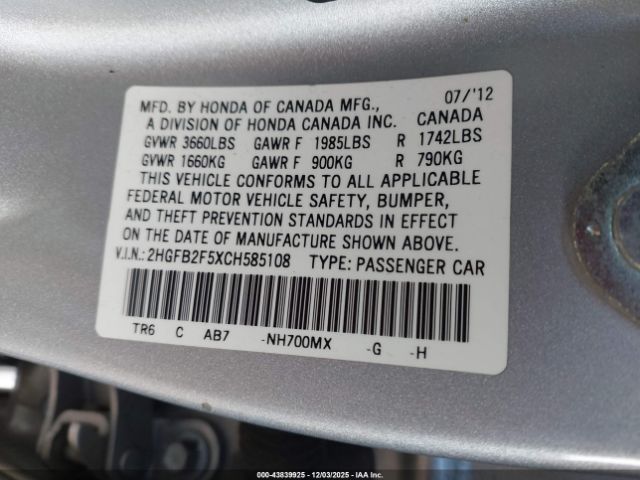 07/'12
MFD. BY HONDA OF CANADA MFG.,
A DIVISION OF HONDA CANADA INC. CANADA
GVWR 3660LBS GAWR F 1985LBS R 1742LBS
GVWR 1660KG GAWR F 900KG R 790KG
THIS VEHICLE CONFORMS TO ALL APPLICABLE
FEDERAL MOTOR VEHICLE SAFETY, BUMPER,
AND THEFT PREVENTION STANDARDS IN EFFECT
ON THE DATE OF MANUFACTURE SHOWN ABOVE.
V.I.N.: 2HGFB2F5XCH585108 TYPE: PASSENGER CAR
TR6 C AB7 -NH700MX -G -H
000-43839925 - 12/03/2025 - IAA Inc.